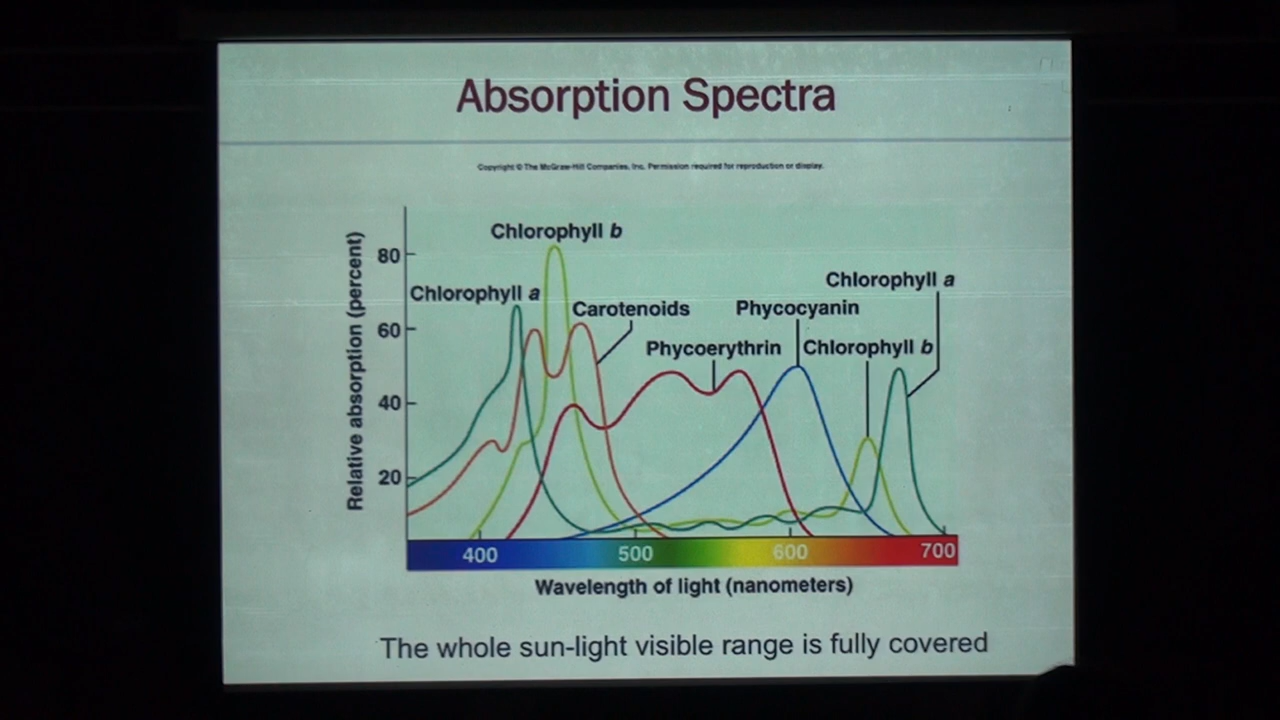 Absorption Spectra
Copyright © The McGraw-Hill Companies, Inc. Permission required for reproduction or display.
Chlorophyll b
80
Chlorophyll a
Chlorophyll a
Carotenoids
Phycocyanin
60
Phycoerythrin
Chlorophyll b
40
20
Relative absorption (percent)
400
500
600
700
Wavelength of light (nanometers)
The whole sun-light visible range is fully covered